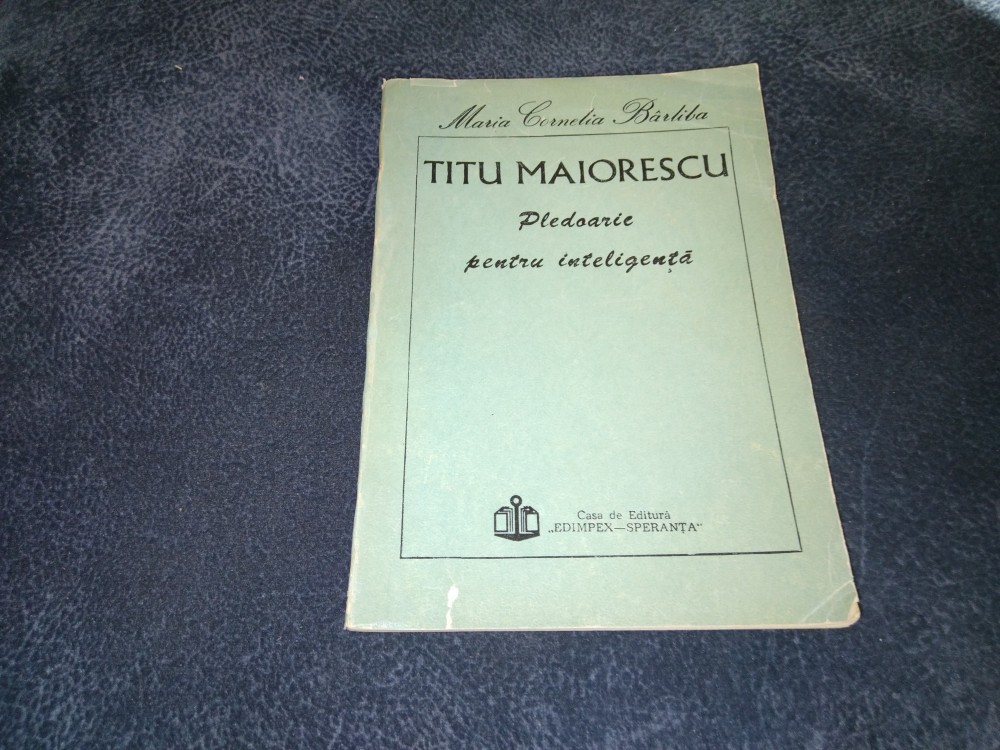 Maria Cornelia Bârliba
TITU MAIORESCU
Pledoarie
pentru inteligență
Casa de Editură
„EDIMPEX—SPERANȚA“